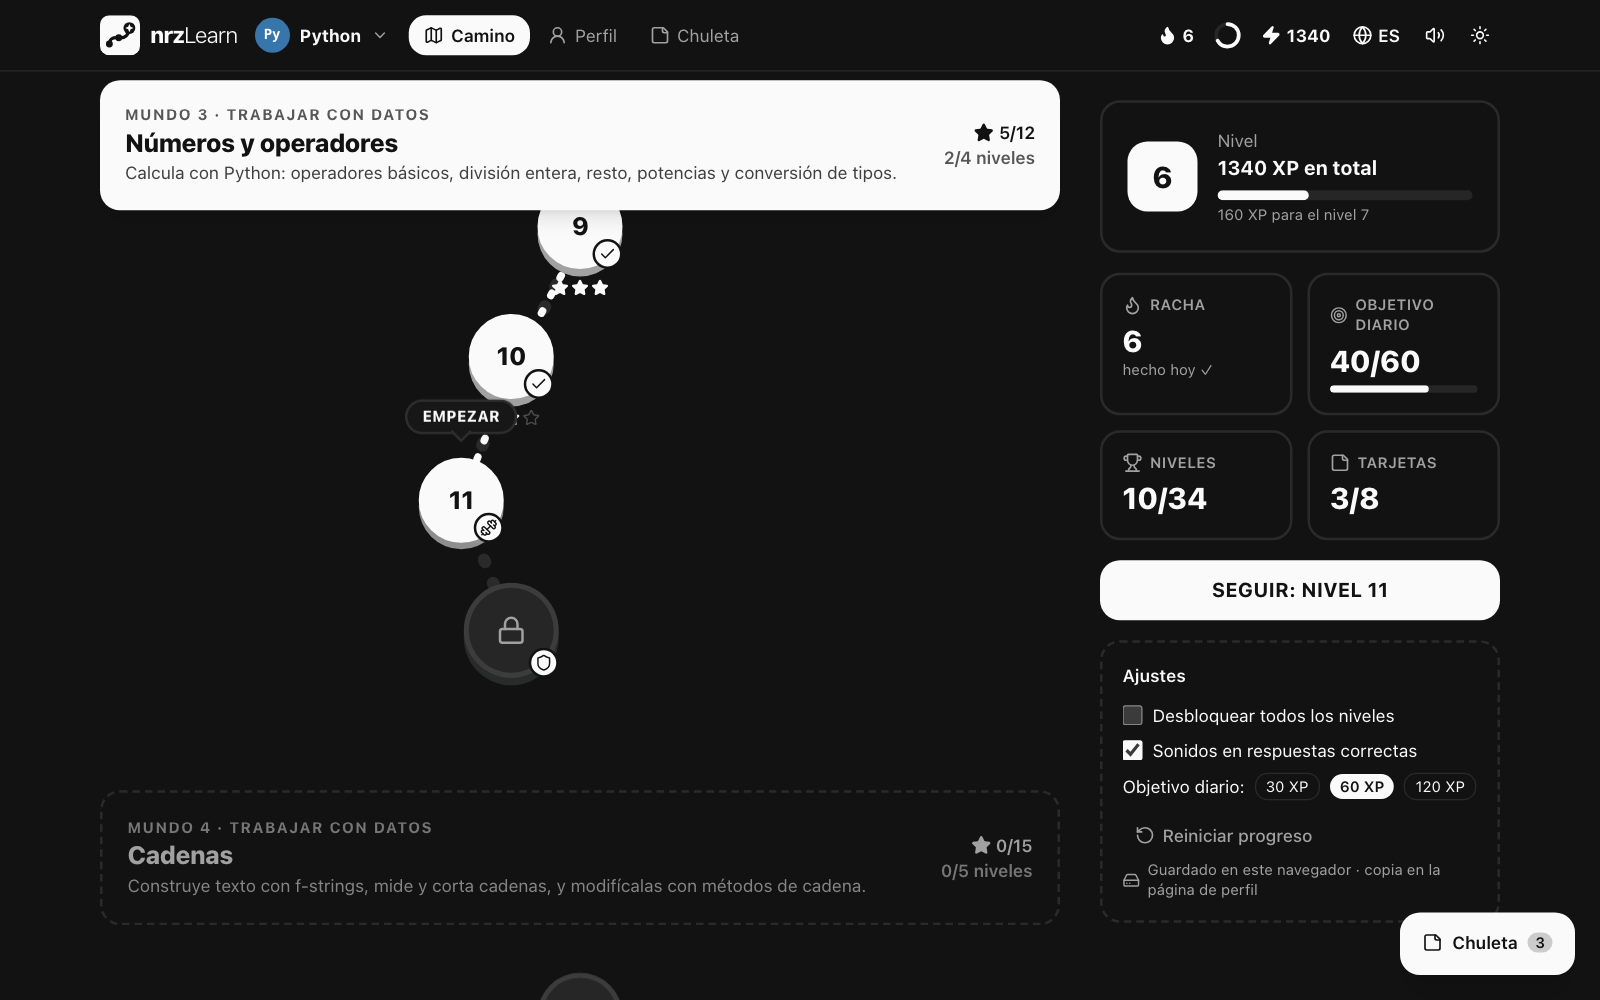 nrzLearn
Py Python
Camino
Perfil
Chuleta
6
1340
ES
MUNDO 3 · TRABAJAR CON DATOS
Números y operadores
Calcula con Python: operadores básicos, división entera, resto, potencias y conversión de tipos.
5/12
2/4 niveles
9
10
EMPEZAR
11
MUNDO 4 · TRABAJAR CON DATOS
Cadenas
Construye texto con f-strings, mide y corta cadenas, y modifícalas con métodos de cadena.
0/15
0/5 niveles
6
Nivel
1340 XP en total
160 XP para el nivel 7
RACHA
6
hecho hoy ✓
OBJETIVO
DIARIO
40/60
NIVELES
10/34
TARJETAS
3/8
SEGUIR: NIVEL 11
Ajustes
Desbloquear todos los niveles
Sonidos en respuestas correctas
Objetivo diario: 30 XP 60 XP 120 XP
Reiniciar progreso
Guardado en este navegador · copia en la
página de perfil
Chuleta 3